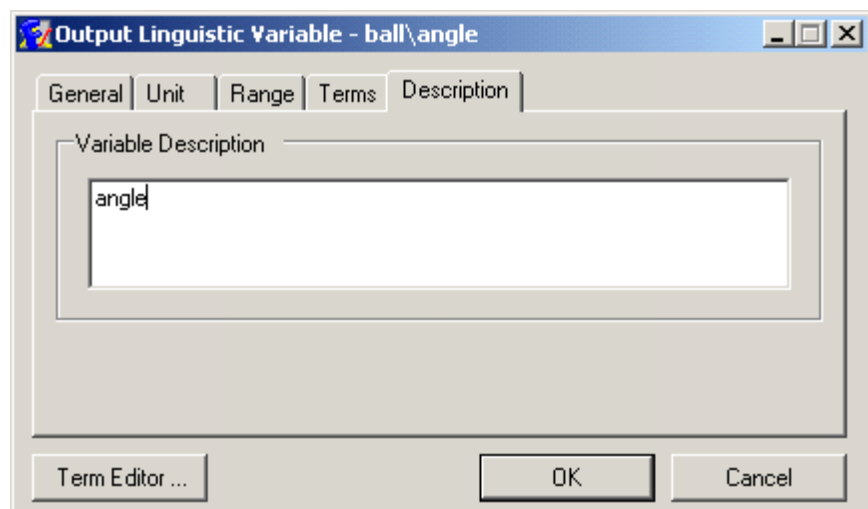 Output Linguistic Variable - ball\angle
General Unit Range Terms Description
Variable Description
angle
Term Editor ... OK Cancel